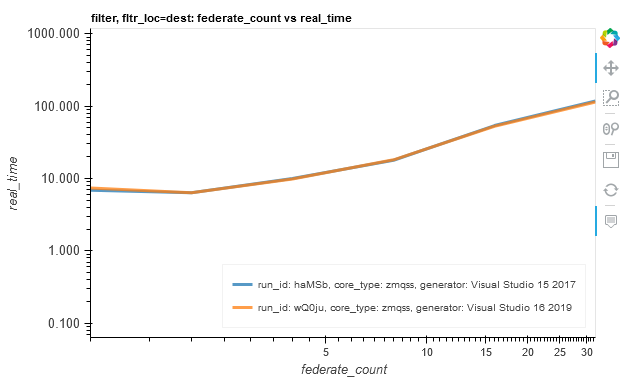 filter, fltr_loc=dest: federate_count vs real_time
1000.000
100.000
10.000
1.000
0.100
real_time
run_id: haMSb, core_type: zmqss, generator: Visual Studio 15 2017
run_id: wQ0ju, core_type: zmqss, generator: Visual Studio 16 2019
5
10
15
20
25
30
federate_count